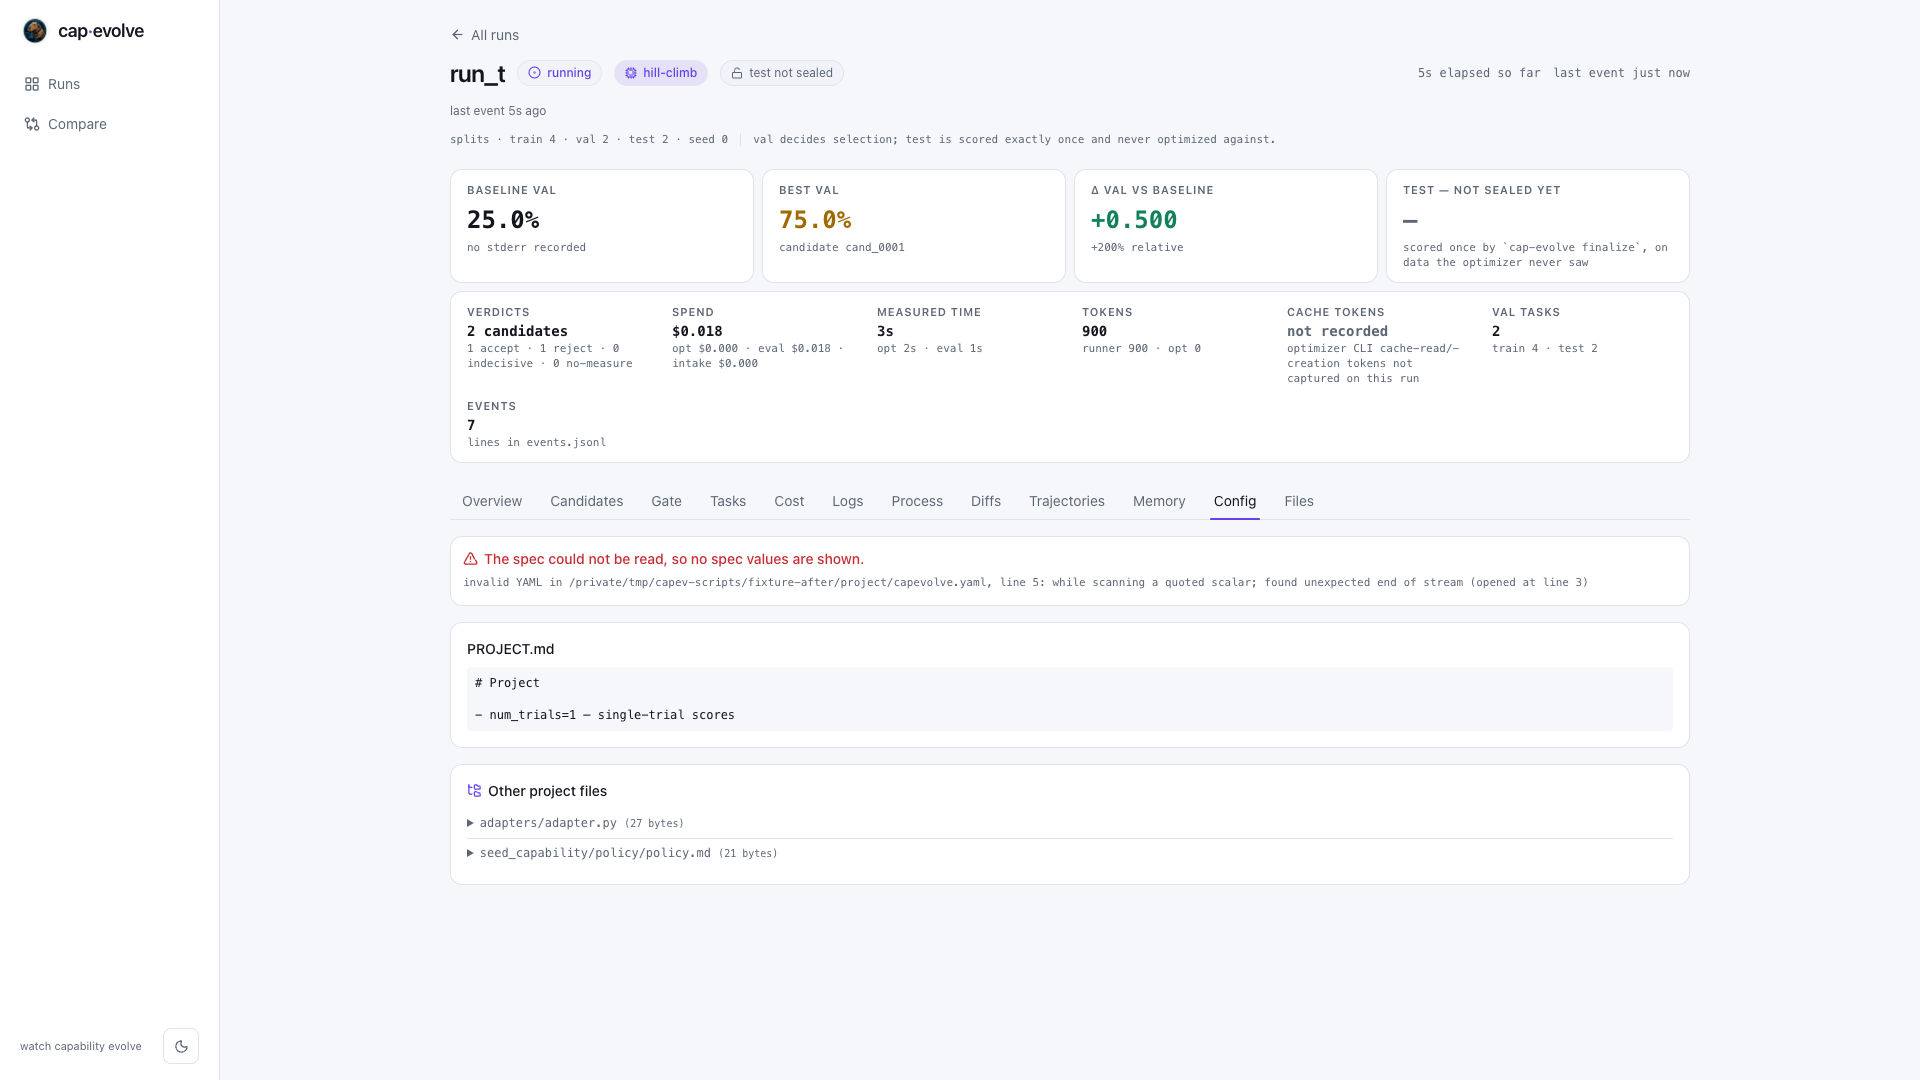 cap·evolve
Runs
Compare
watch capability evolve
All runs
run_t
running
hill-climb
test not sealed
5s elapsed so far last event just now
last event 5s ago
splits · train 4 · val 2 · test 2 · seed 0
val decides selection; test is scored exactly once and never optimized against.
BASELINE VAL
25.0%
no stderr recorded
BEST VAL
75.0%
candidate cand_0001
Δ VAL VS BASELINE
+0.500
+200% relative
TEST — NOT SEALED YET
—
scored once by `cap-evolve finalize`, on
data the optimizer never saw
VERDICTS
2 candidates
1 accept · 1 reject · 0
indecisive · 0 no-measure
SPEND
$0.018
opt $0.000 · eval $0.018 ·
intake $0.000
MEASURED TIME
3s
opt 2s · eval 1s
TOKENS
900
runner 900 · opt 0
CACHE TOKENS
not recorded
optimizer CLI cache-read/-
creation tokens not
captured on this run
VAL TASKS
2
train 4 · test 2
EVENTS
7
lines in events.jsonl
Overview Candidates Gate Tasks Cost Logs Process Diffs Trajectories Memory Config Files
The spec could not be read, so no spec values are shown.
invalid YAML in /private/tmp/capev-scripts/fixture-after/project/capevolve.yaml, line 5: while scanning a quoted scalar; found unexpected end of stream (opened at line 3)
PROJECT.md
# Project
- num_trials=1 — single-trial scores
Other project files
adapters/adapter.py (27 bytes)
seed_capability/policy/policy.md (21 bytes)